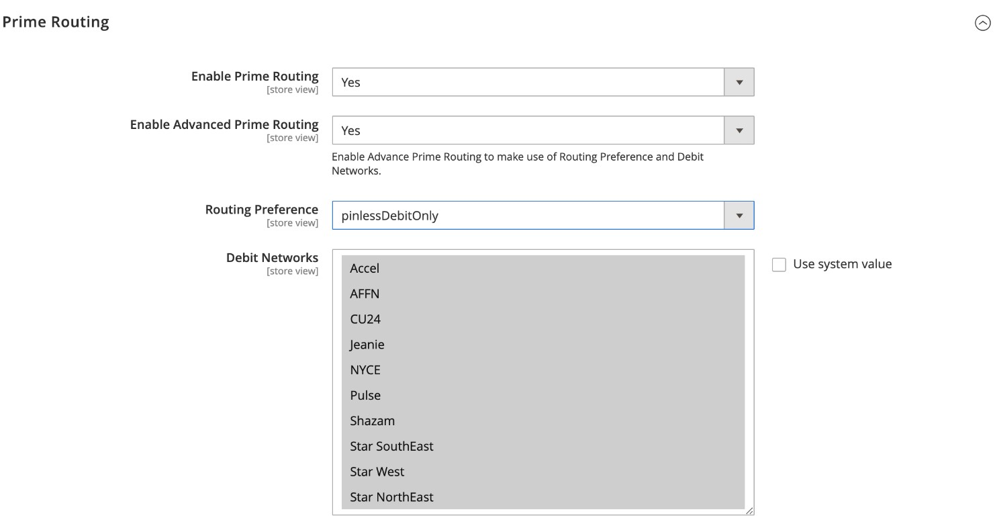 Prime Routing
Enable Prime Routing
[store view]
Yes
Enable Advanced Prime Routing
[store view]
Yes
Enable Advance Prime Routing to make use of Routing Preference and Debit
Networks.
Routing Preference
[store view]
pinlessDebitOnly
Debit Networks
[store view]
Accel
AFFN
CU24
Jeanie
NYCE
Pulse
Shazam
Star SouthEast
Star West
Star NorthEast
Use system value